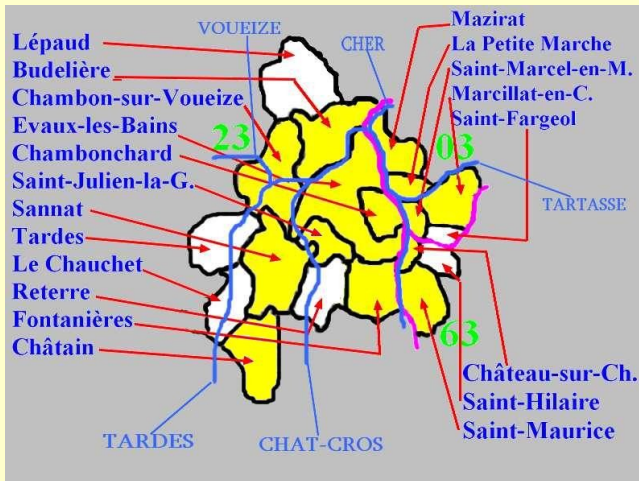 VOUEIZE
CHER
Lépaud
Budelière
Chambon-sur-Voueize
Evaux-les-Bains
Chambonchard
Saint-Julien-la-G.
Sannat
Tardes
Le Chauchet
Reterre
Fontanières
Châtain
23
03
63
Mazirat
La Petite Marche
Saint-Marcel-en-M.
Marcillat-en-C.
Saint-Fargeol
TARTASSE
Château-sur-Ch.
Saint-Hilaire
Saint-Maurice
TARDES
CHAT-CROS